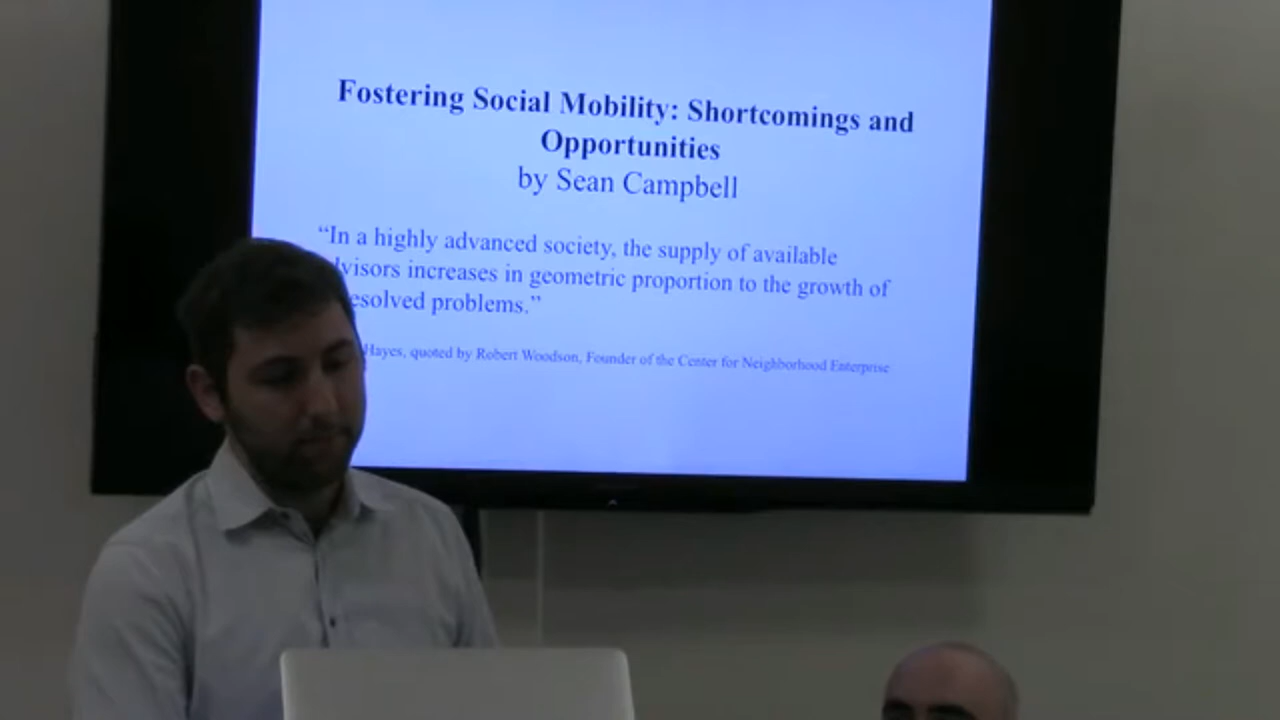 Fostering Social Mobility: Shortcomings and
Opportunities
by Sean Campbell
“In a highly advanced society, the supply of available
visors increases in geometric proportion to the growth of
esolved problems.”
Hayes, quoted by Robert Woodson, Founder of the Center for Neighborhood Enterprise